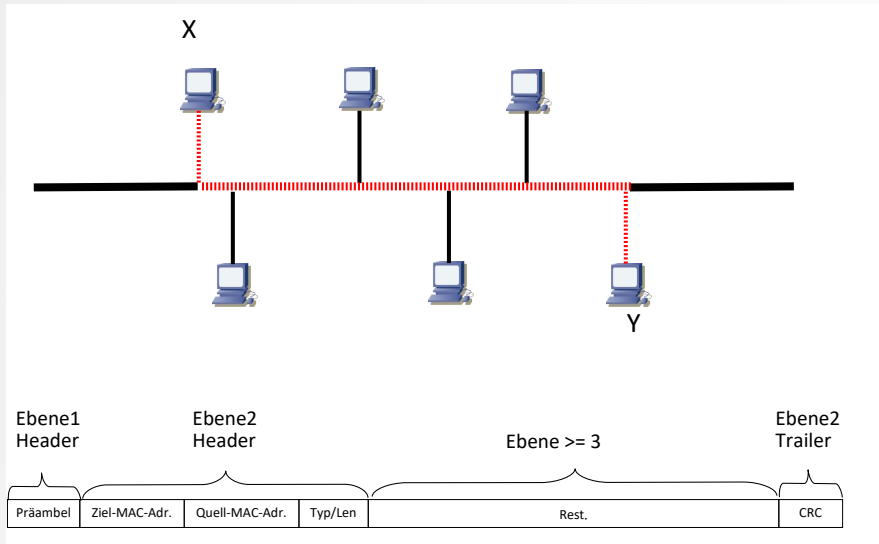 X
Y
Ebene1
Header
Ebene2
Header
Ebene >= 3
Ebene2
Trailer
Präambel
Ziel-MAC-Adr.
Quell-MAC-Adr.
Typ/Len
Rest.
CRC